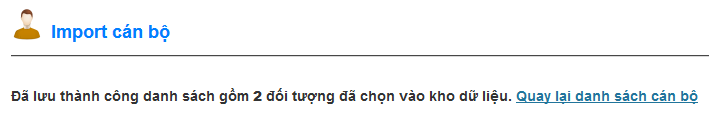 Import cán bộ
Đã lưu thành công danh sách gồm 2 đối tượng đã chọn vào kho dữ liệu. Quay lại danh sách cán bộ